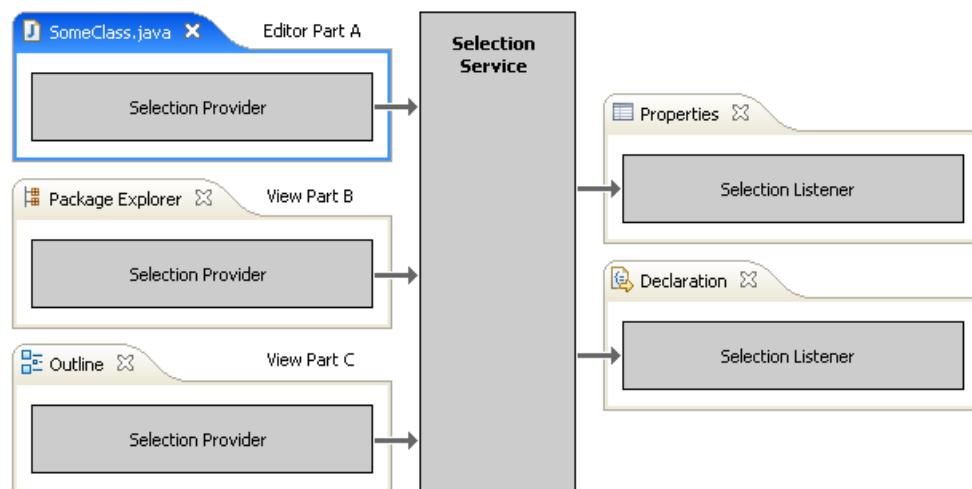 SomeClass.java
Editor Part A
Selection Provider
Package Explorer
View Part B
Selection Provider
Outline
View Part C
Selection Provider
Selection
Service
Properties
Selection Listener
Declaration
Selection Listener